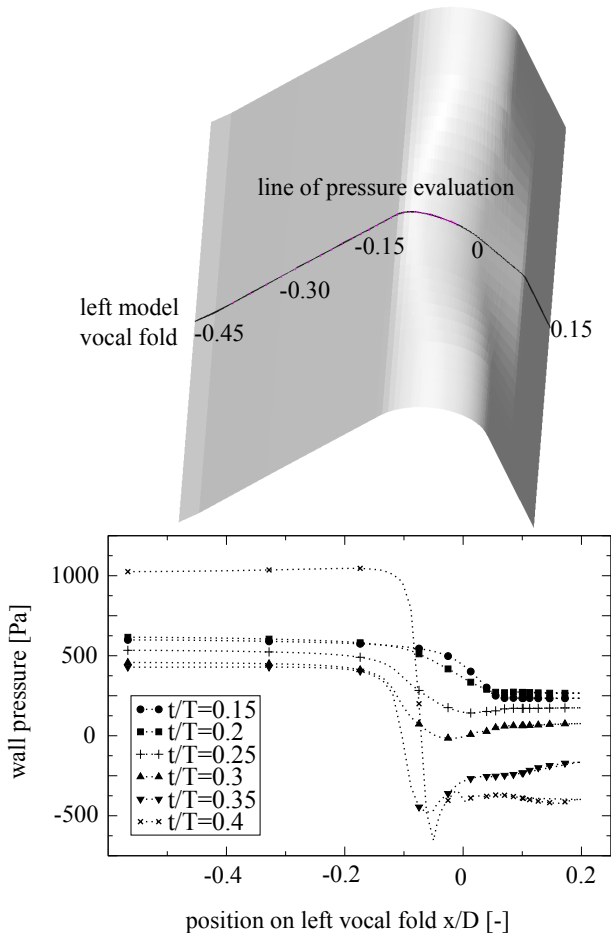 line of pressure evaluation
-0.15
0
-0.30
left model
vocal fold
-0.45
0.15
1000
500
0
-500
wall pressure [Pa]
t/T=0.15
t/T=0.2
t/T=0.25
t/T=0.3
t/T=0.35
t/T=0.4
-0.4
-0.2
0
0.2
position on left vocal fold x/D [-]